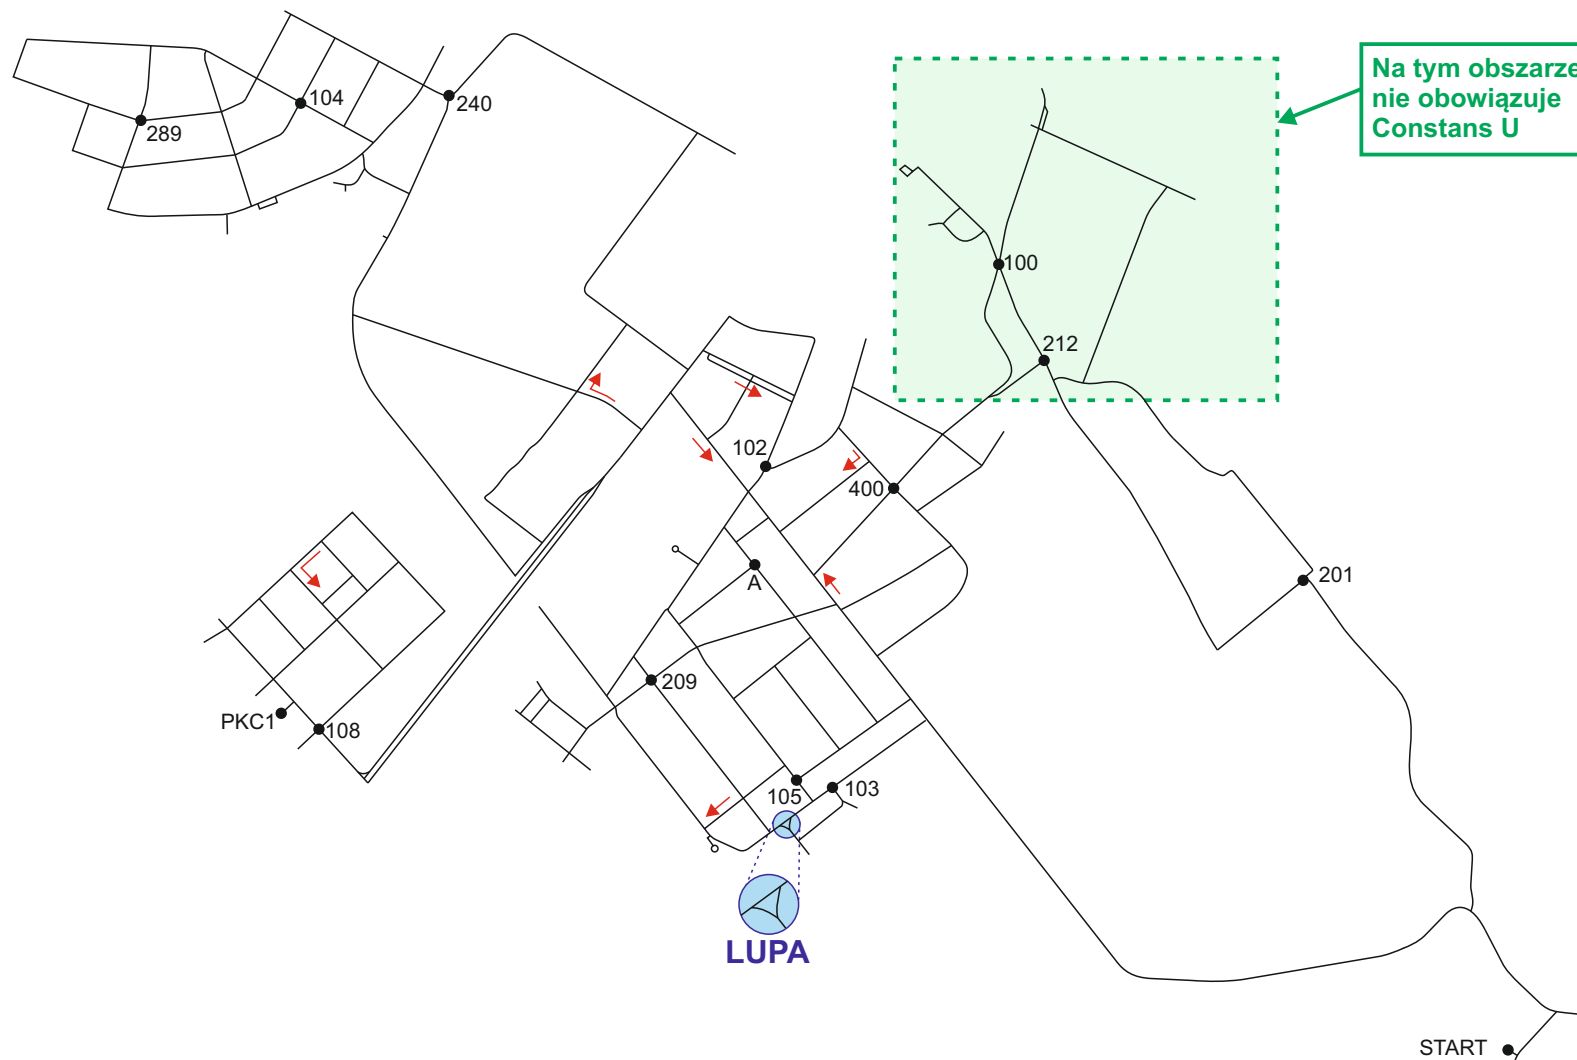 Na tym obszarze
nie obowiązuje
Constans U
104
240
289
100
212
102
400
201
A
209
PKC1
108
105
103
LUPA
START